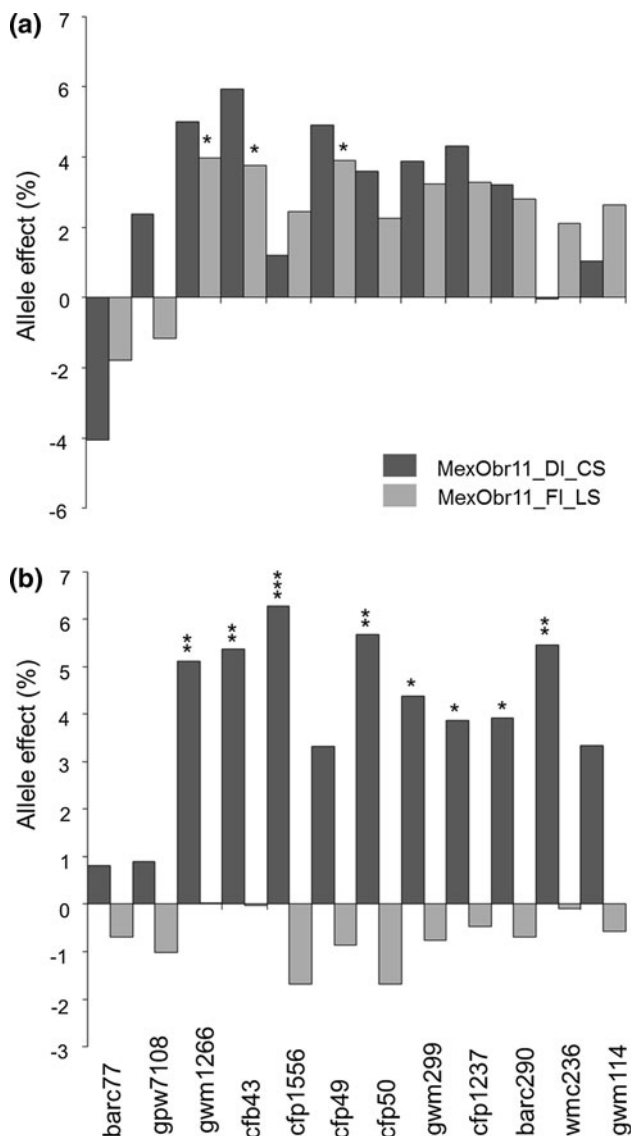 (a)
7
6
4
2
0
-2
-4
-6
Allele effect (%)
*
*
*
MexObr11_DI_CS
MexObr11_FI_LS
(b)
7
6
5
4
3
2
1
0
-1
-2
-3
Allele effect (%)
**
**
***
**
*
*
*
**
barc77
gpw7108
gwm1266
cfb43
cfp1556
cfp49
cfp50
gwm299
cfp1237
barc290
wmc236
gwm114